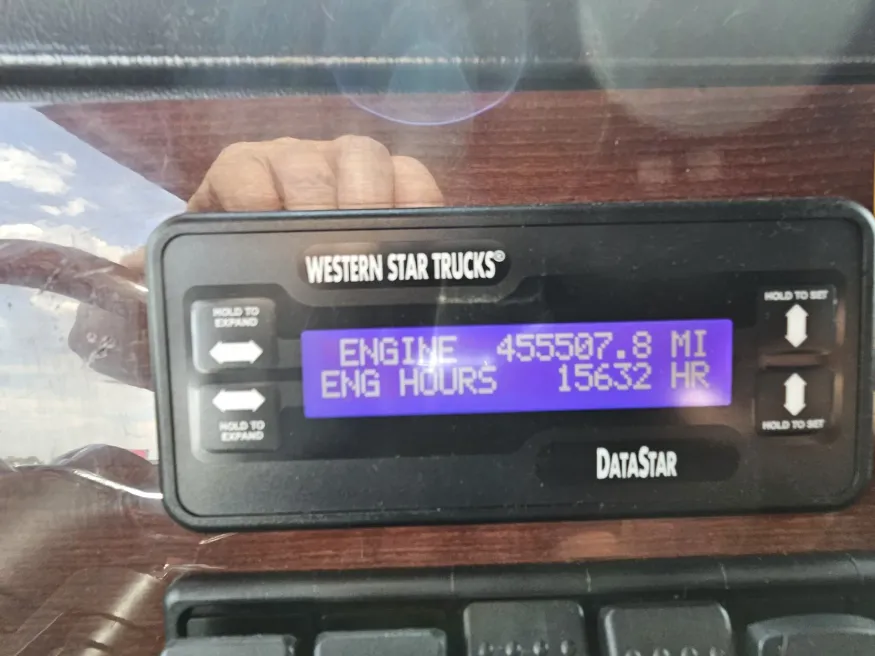 WESTERN STAR TRUCKS®
HOLD TO
EXPAND
HOLD TO SET
ENGINE 455507.8 MI
ENG HOURS 15632 HR
HOLD TO
EXPAND
HOLD TO SET
DATASTAR